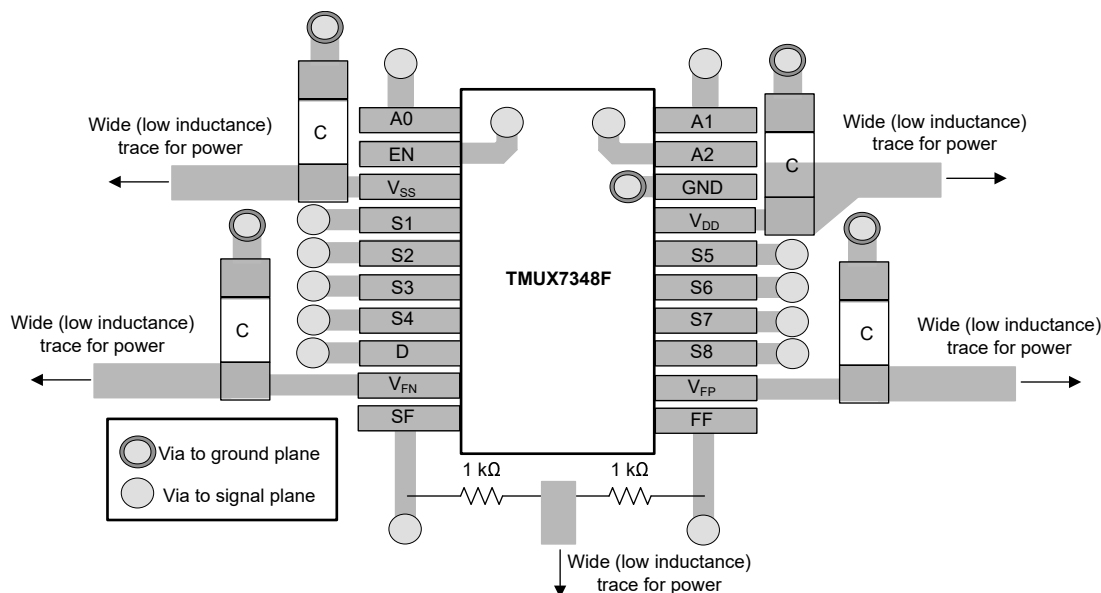 C
A0
EN
VSS
S1
S2
S3
S4
D
VFN
SF
Wide (low inductance)
trace for power
C
Wide (low inductance)
trace for power
TMUX7348F
A1
A2
GND
VDD
S5
S6
S7
S8
VFP
FF
C
Wide (low inductance)
trace for power
C
Wide (low inductance)
trace for power
Via to ground plane
Via to signal plane
1 kΩ
1 kΩ
Wide (low inductance)
trace for power